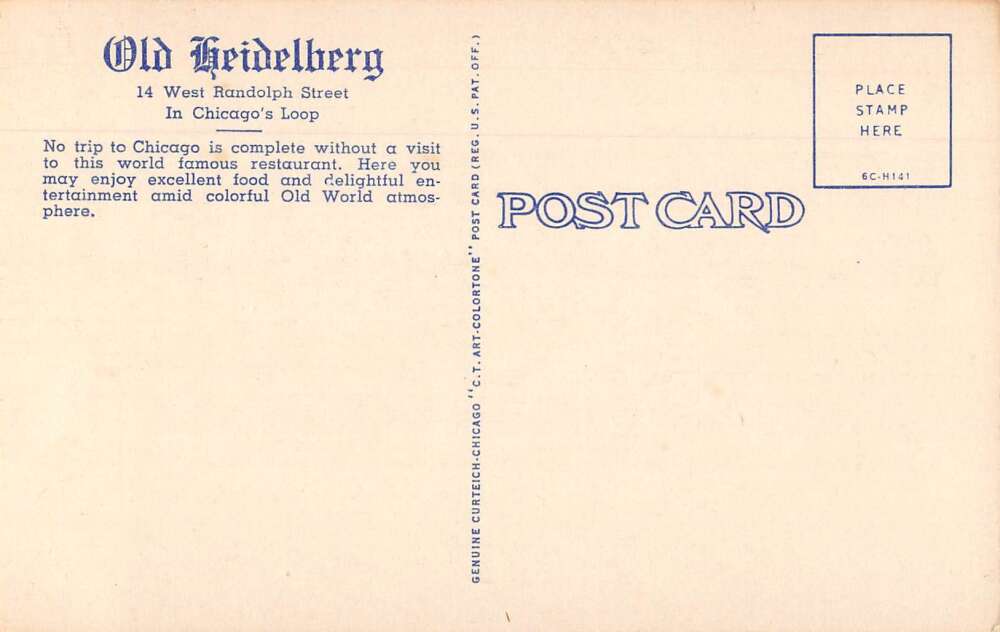 Old Heidelberg
14 West Randolph Street
In Chicago's Loop
No trip to Chicago is complete without a visit
to this world famous restaurant. Here you
may enjoy excellent food and delightful en-
tertainment amid colorful Old World atmos-
phere.
GENUINE CURTEICH-CHICAGO "C.T. ART-COLORTONE" POST CARD (REG. U.S. PAT. OFF.)
POST CARD
PLACE
STAMP
HERE
6C-H141